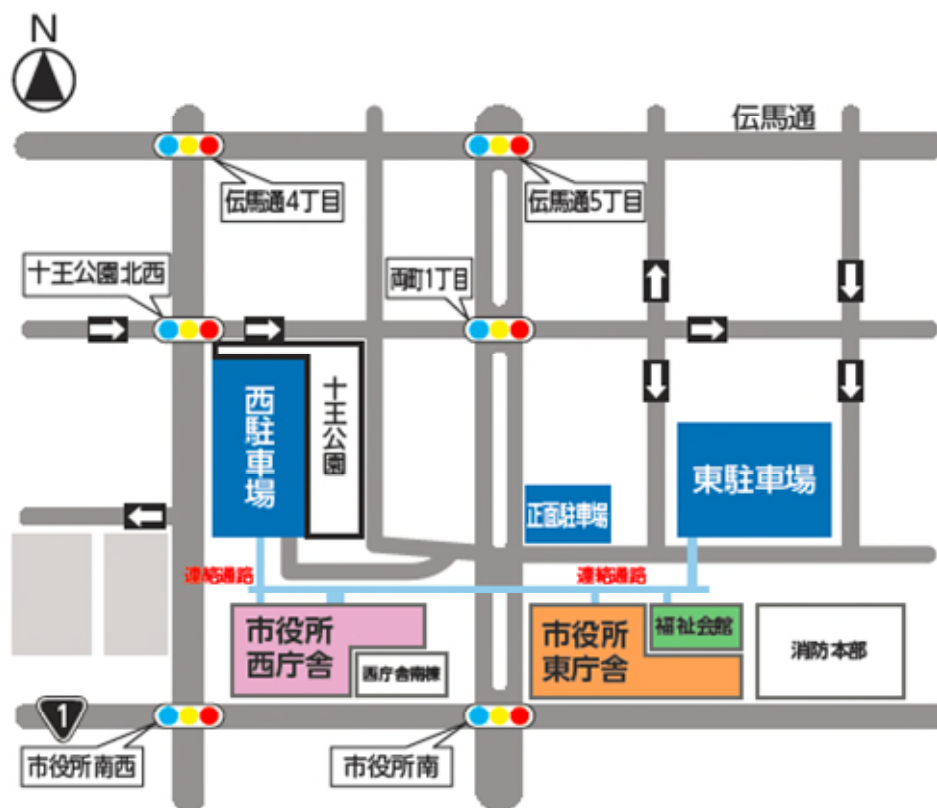 N
伝馬通
伝馬通4丁目
伝馬通5丁目
十王公園北西
両町1丁目
西駐車場
十王公園
東駐車場
正面駐車場
連絡通路
連絡通路
市役所
西庁舎
西庁舎南棟
市役所
東庁舎
福祉会館
消防本部
1
市役所南西
市役所南